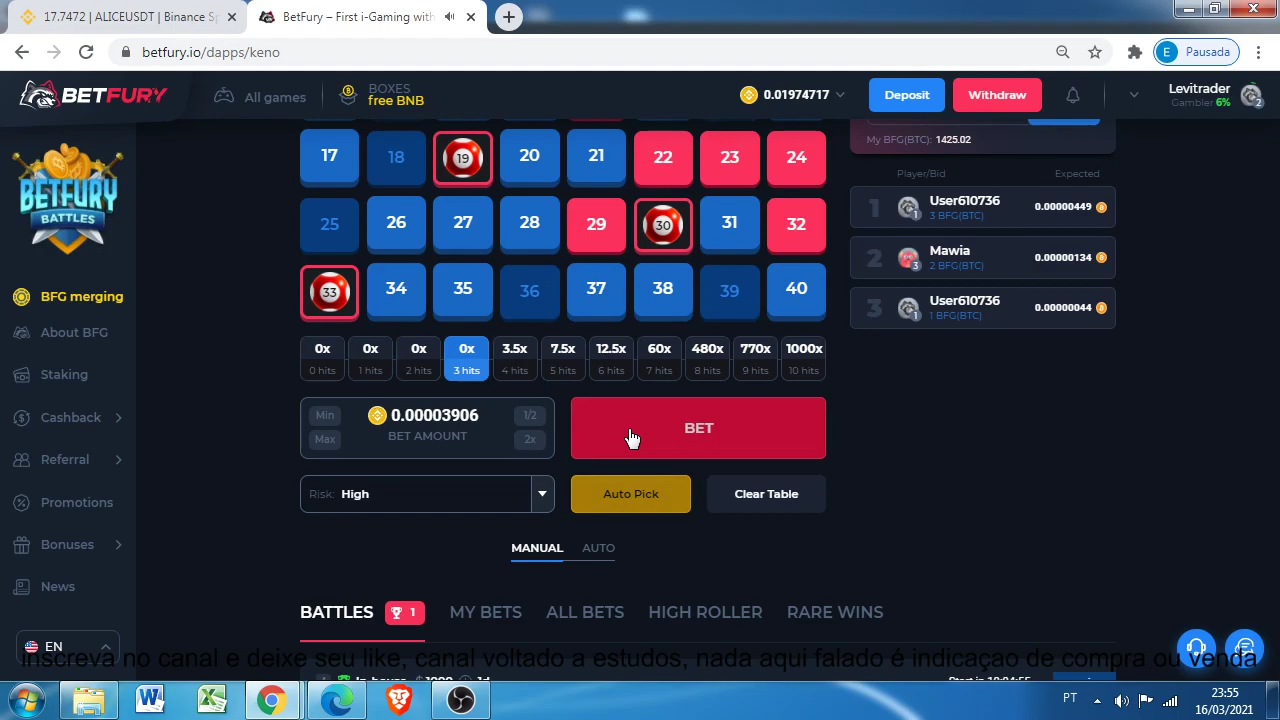 17.7472 | ALICEUSDT | Binance Sp
BetFury – First i-Gaming with
betfury.io/dapps/keno
E Pausada
BETFURY
All games
BOXES
free BNB
0.01974717
Deposit
Withdraw
Levitrader
Gambler 6%
2
BETFURY
BATTLES
BFG merging
About BFG
Staking
Cashback
Referral
Promotions
Bonuses
News
EN
17 18 19 20 21 22 23 24
25 26 27 28 29 30 31 32
33 34 35 36 37 38 39 40
0x 0x 0x 0x 3.5x 7.5x 12.5x 60x 480x 770x 1000x
0 hits 1 hits 2 hits 3 hits 4 hits 5 hits 6 hits 7 hits 8 hits 9 hits 10 hits
Min 0.00003906 1/2
Max BET AMOUNT 2x
BET
Risk: High
Auto Pick
Clear Table
MANUAL AUTO
BATTLES 1 MY BETS ALL BETS HIGH ROLLER RARE WINS
My BFG(BTC): 1425.02
Player/Bid Expected
1 1 User610736 0.00000449
3 BFG(BTC)
2 3 Mawia 0.00000134
2 BFG(BTC)
3 1 User610736 0.00000044
1 BFG(BTC)
inscreva no canal e deixe seu like, canal voltado a estudos, nada aqui falado é indicaçao de compra ou venda
PT
23:55
16/03/2021